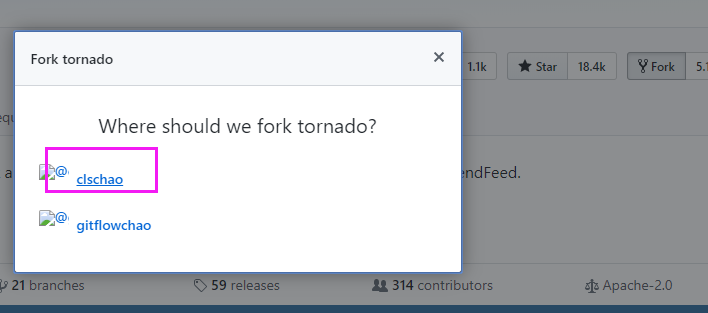 Fork tornado
1.1k
Star
18.4k
Fork
5.1
Where should we fork tornado?
@ clschao
@ gitflowchao
a
endFeed.
21 branches
59 releases
314 contributors
Apache-2.0